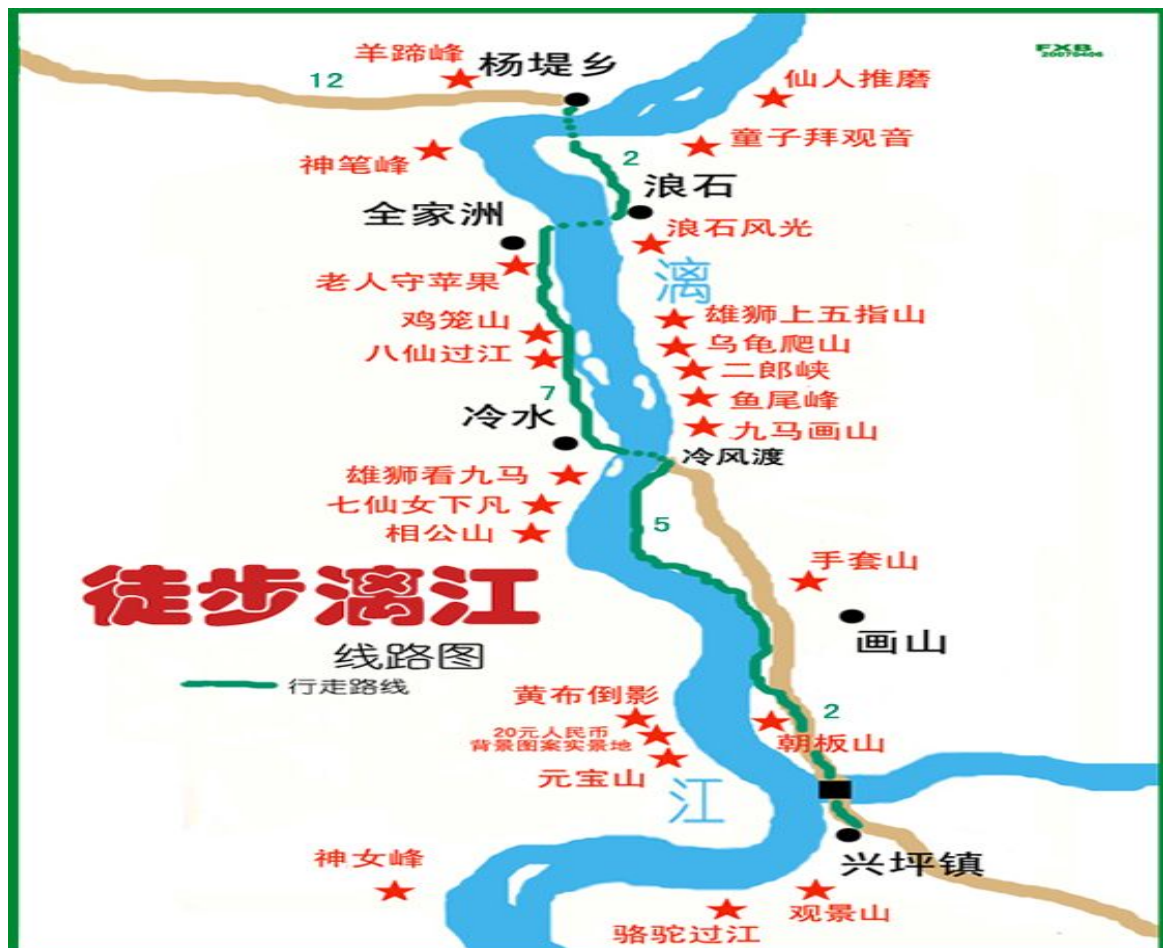 FXB
20070406
羊蹄峰
杨堤乡
12
仙人推磨
神笔峰
童子拜观音
2
浪石
全家洲
浪石风光
老人守苹果
漓
鸡笼山
雄狮上五指山
八仙过江
乌龟爬山
二郎峡
7
鱼尾峰
冷水
九马画山
冷风渡
雄狮看九马
七仙女下凡
5
相公山
手套山
徒步漓江
画山
线路图
行走路线
黄布倒影
2
20元人民币
背景图案实景地
朝板山
元宝山
江
神女峰
兴坪镇
观景山
骆驼过江